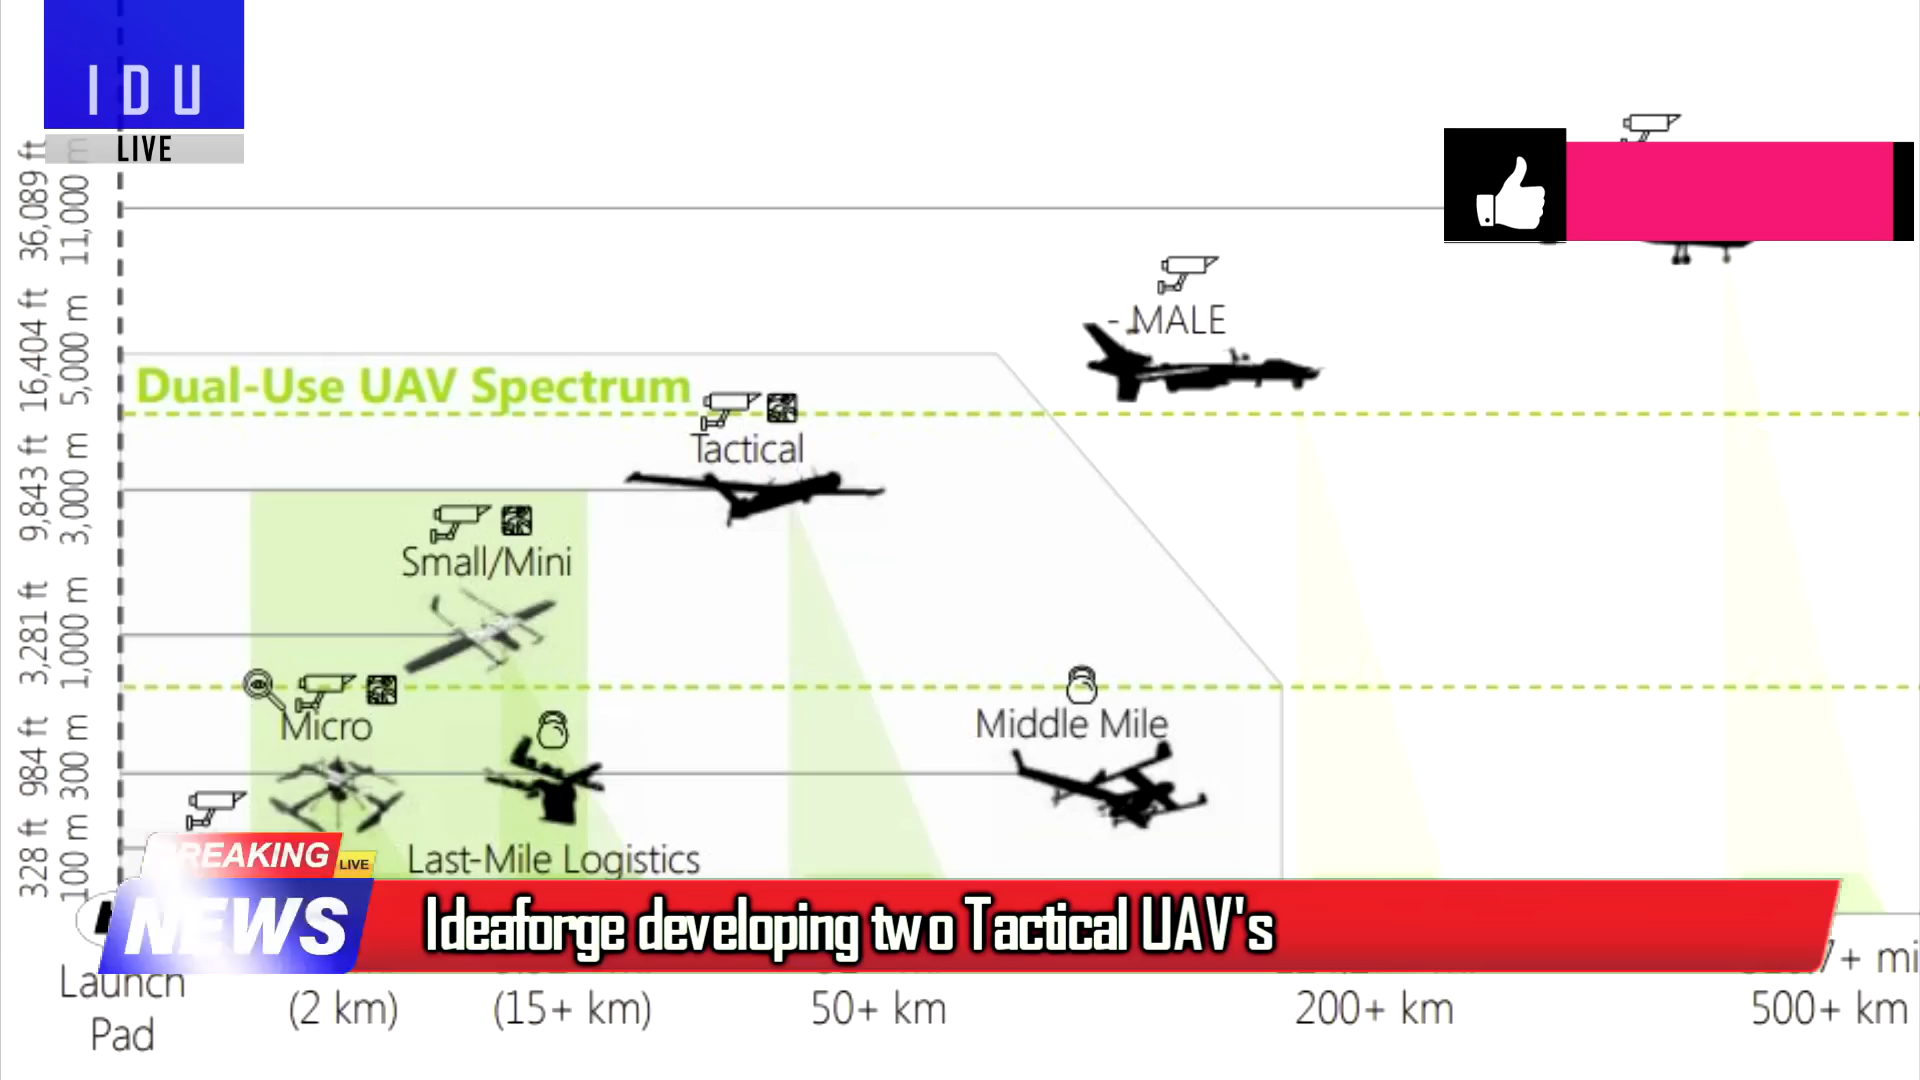 IDU
LIVE
36,089 ft
11,000 m
16,404 ft
5,000 m
9,843 ft
3,000 m
3,281 ft
1,000 m
984 ft
300 m
328 ft
100 m
- MALE
Dual-Use UAV Spectrum
Tactical
Small/Mini
Micro
Middle Mile
Last-Mile Logistics
BREAKING
LIVE
NEWS
Ideaforge developing two Tactical UAV's
7+ mi
Launch
Pad
(2 km)
(15+ km)
50+ km
200+ km
500+ km